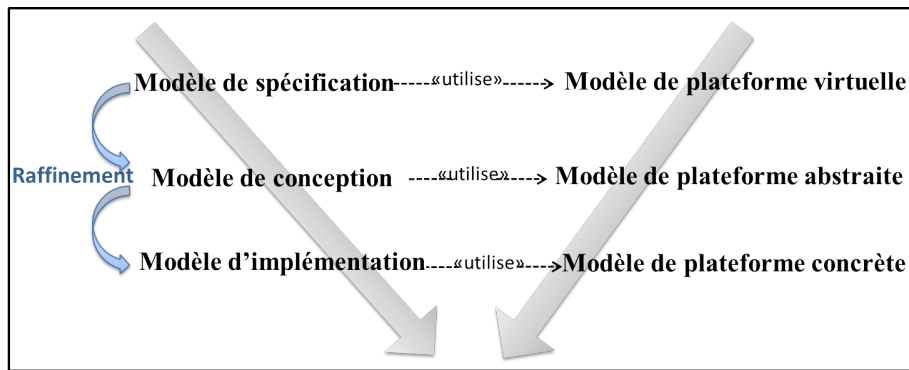 Modèle de spécification «utilise» Modèle de plateforme virtuelle
Raffinement Modèle de conception «utilise» Modèle de plateforme abstraite
Modèle d’implémentation «utilise» Modèle de plateforme concrète